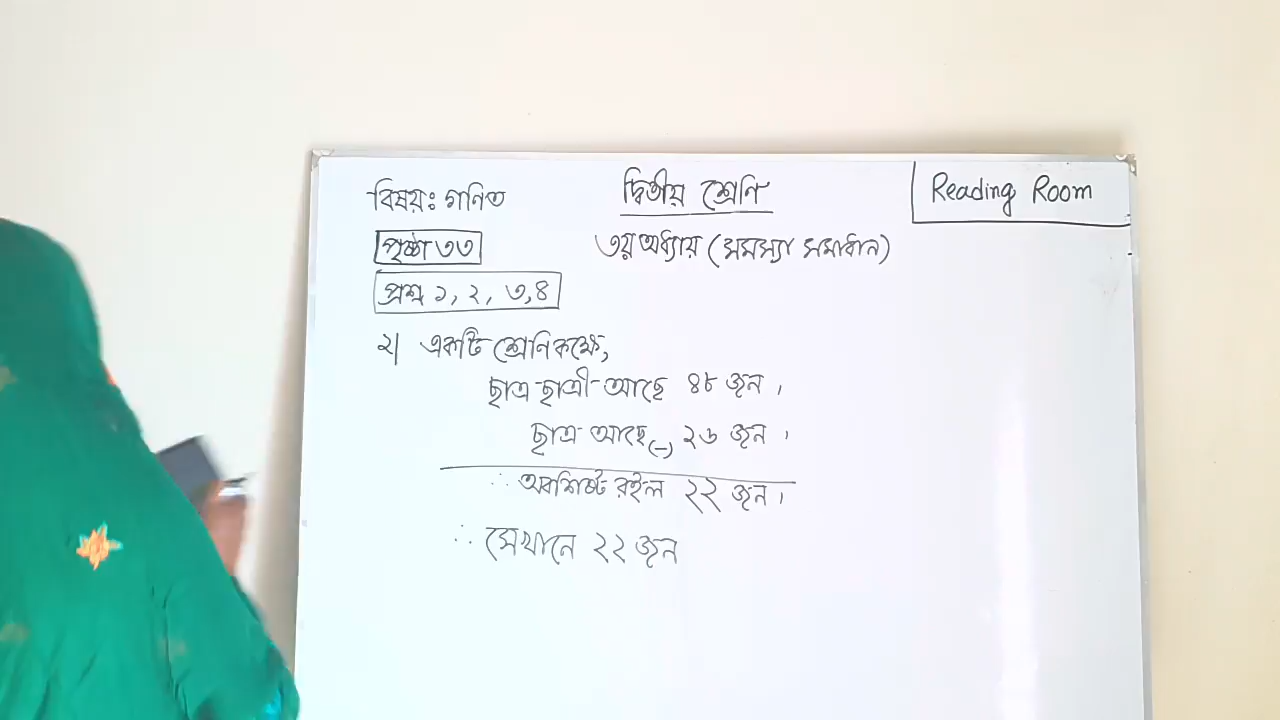 বিষয়ঃ গনিত
দ্বিতীয় শ্রেনি
Reading Room
পৃষ্ঠা ৩৩
৩য় অধ্যায় (সমস্যা সমাধান)
প্রশ্ন ১, ২, ৩,৪
২| একটি শ্রেনিকক্ষে,
ছাত্র-ছাত্রী আছে ৪৮ জন।
ছাত্র আছে (-) ২৬ জন।
∴ অবশিষ্ট রইল ২২ জন।
∴ সেখানে ২২ জন